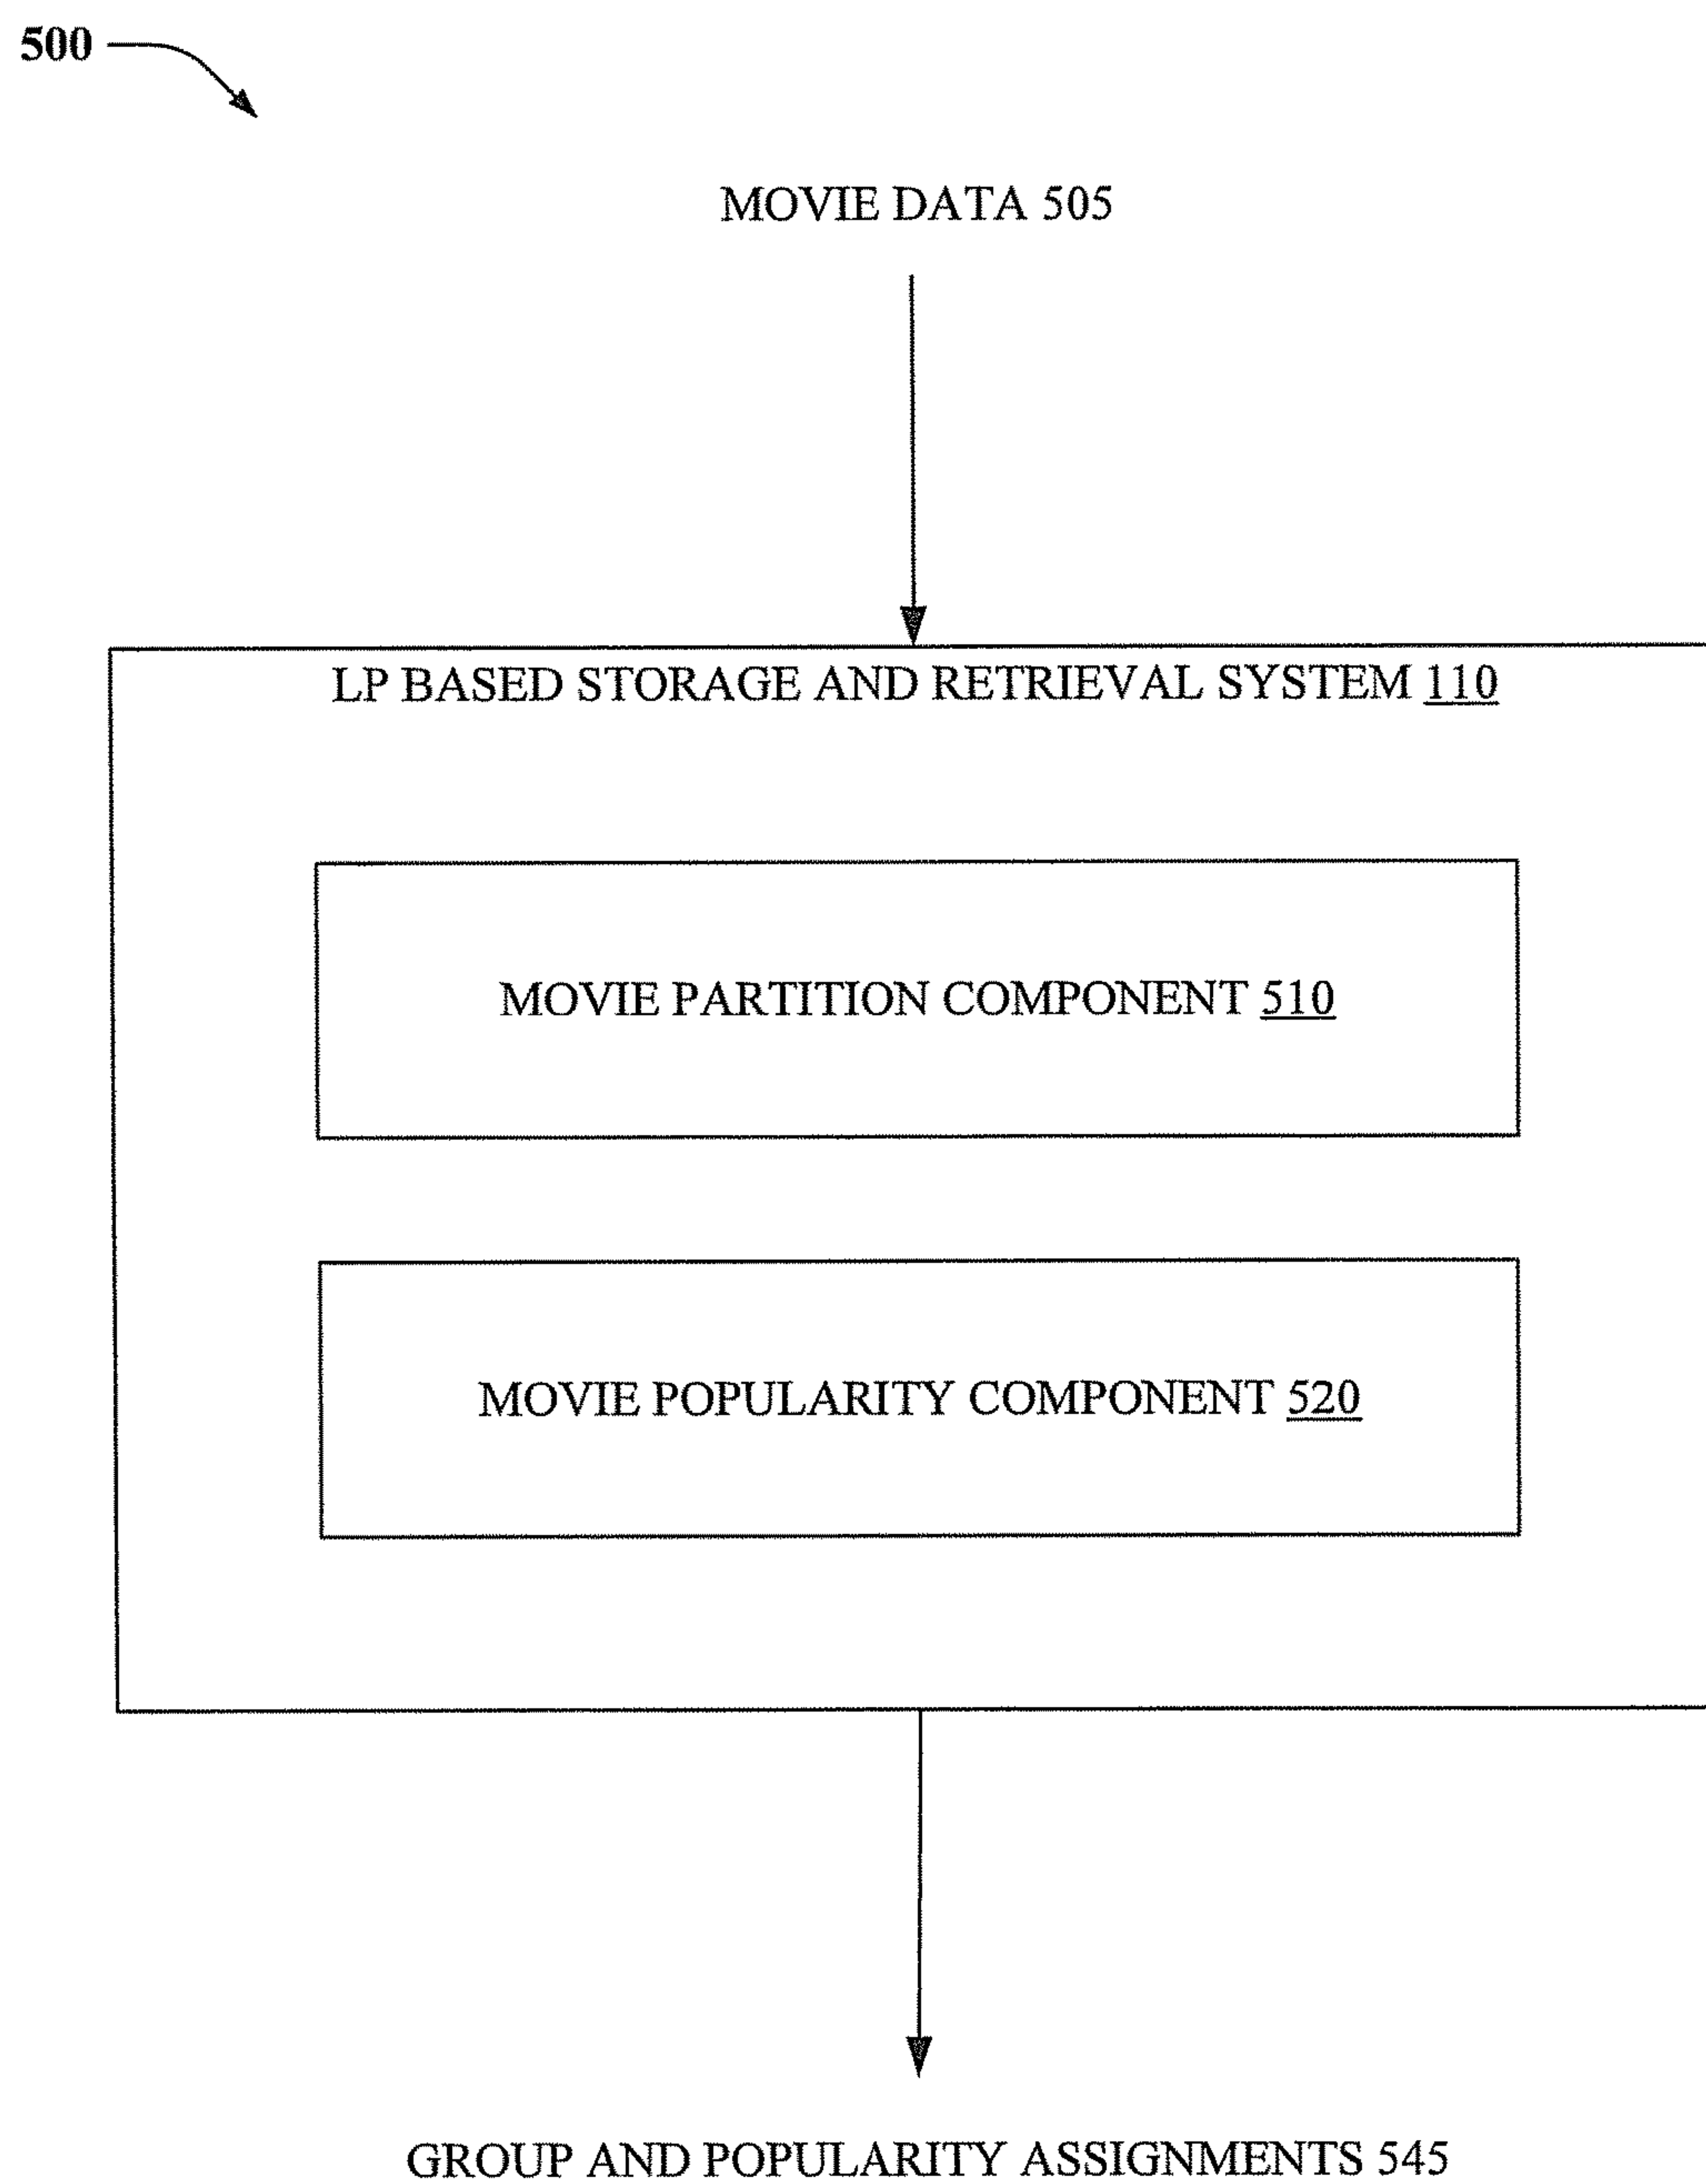 500
MOVIE DATA 505
LP BASED STORAGE AND RETRIEVAL SYSTEM 110
MOVIE PARTITION COMPONENT 510
MOVIE POPULARITY COMPONENT 520
GROUP AND POPULARITY ASSIGNMENTS 545